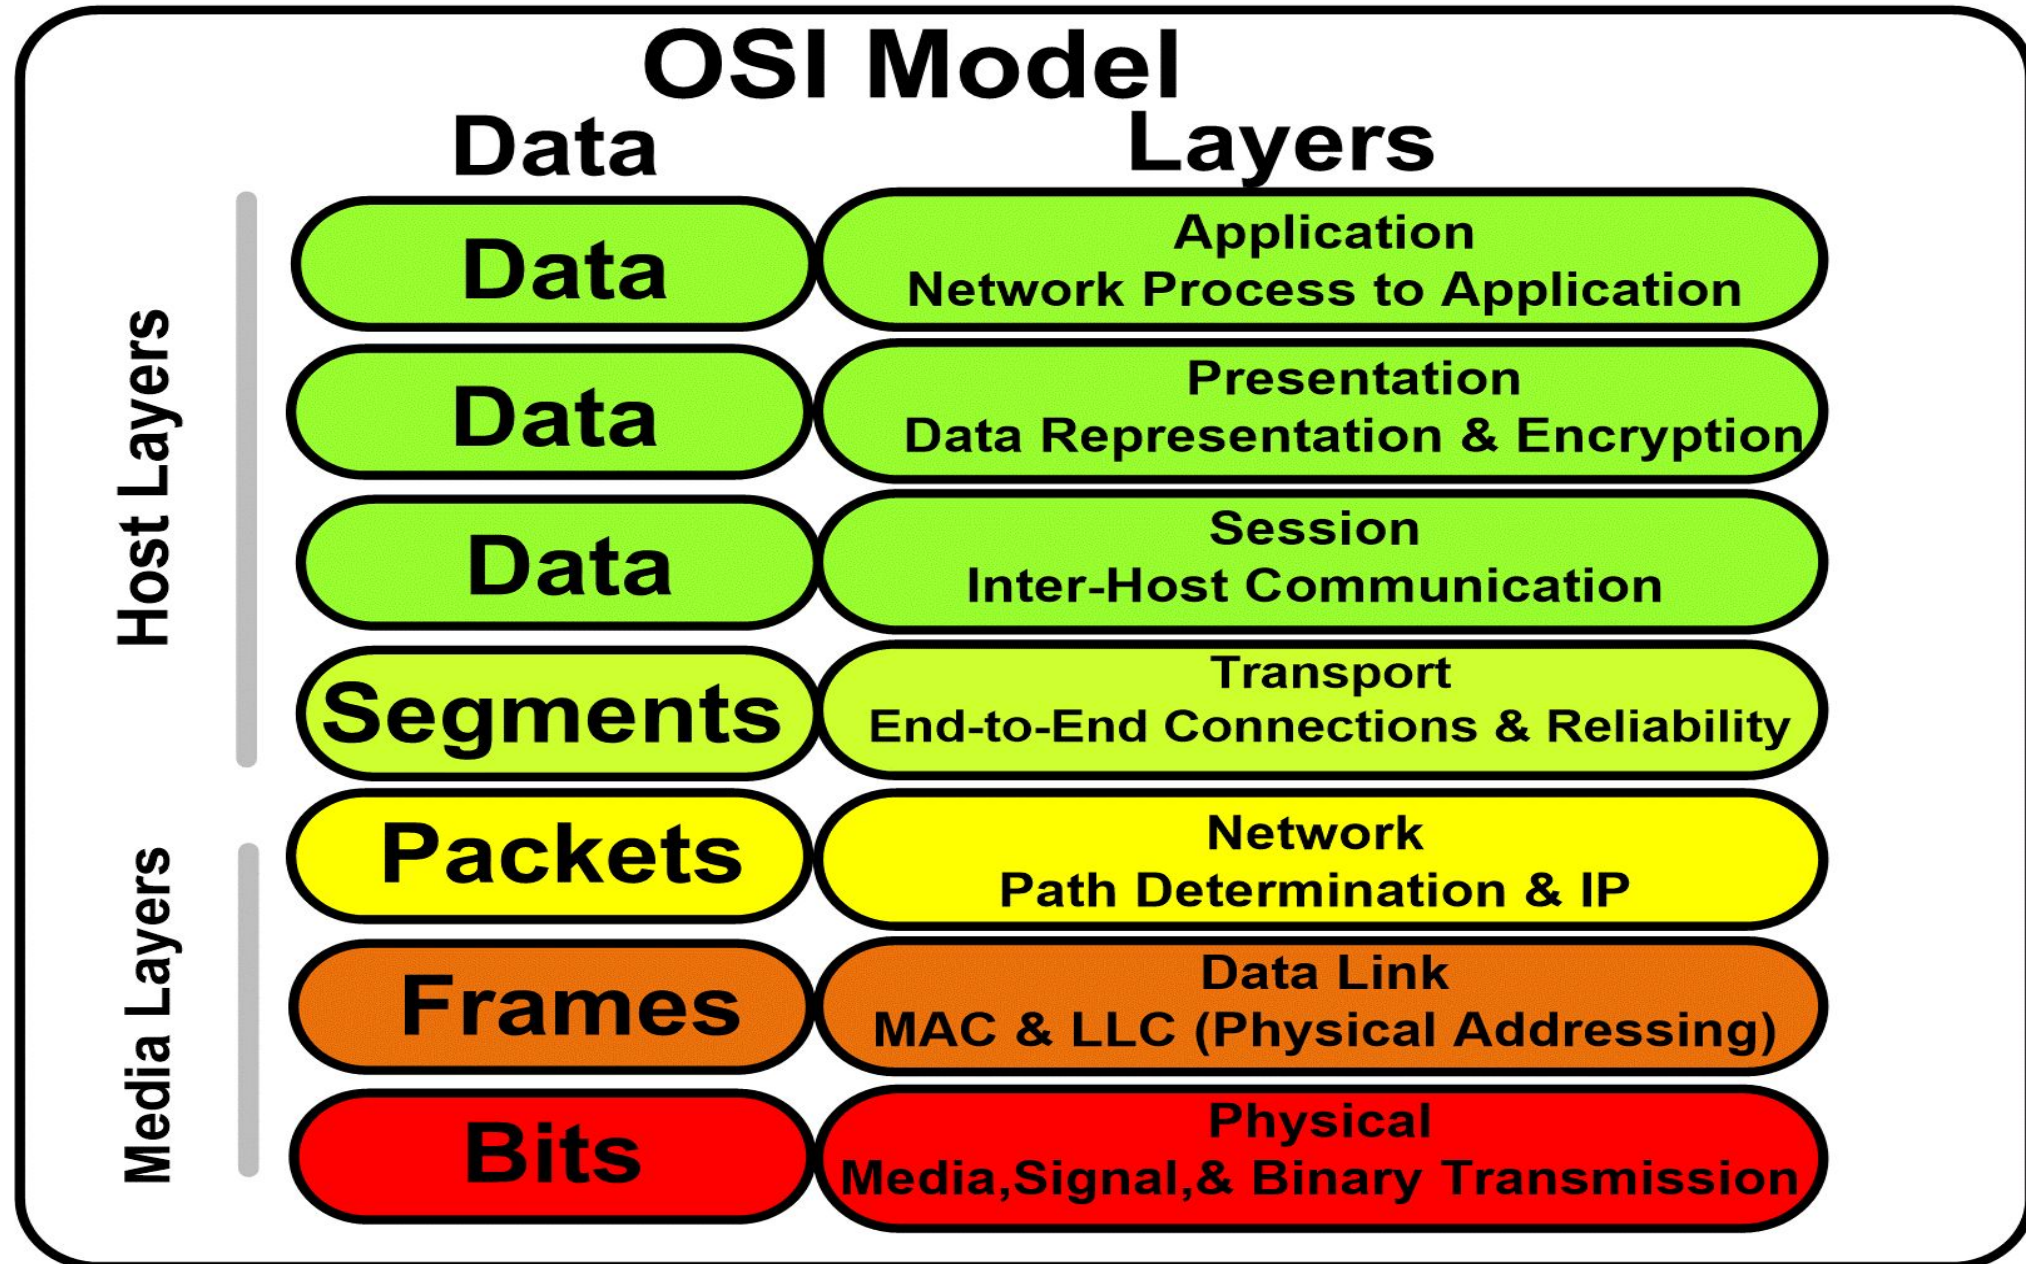 OSI Model
Data
Layers
Host Layers
Data
Application
Network Process to Application
Data
Presentation
Data Representation & Encryption
Data
Session
Inter-Host Communication
Segments
Transport
End-to-End Connections & Reliability
Media Layers
Packets
Network
Path Determination & IP
Frames
Data Link
MAC & LLC (Physical Addressing)
Bits
Physical
Media,Signal,& Binary Transmission